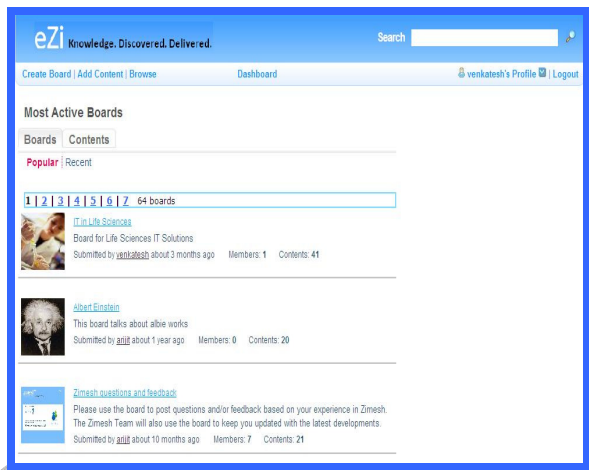 eZi Knowledge. Discovered. Delivered.
Search
Create Board | Add Content | Browse
Dashboard
venkatesh's Profile | Logout
Most Active Boards
Boards Contents
Popular Recent
1 | 2 | 3 | 4 | 5 | 6 | 7 64 boards
IT in Life Sciences
Board for Life Sciences IT Solutions
Submitted by venkatesh about 3 months ago Members: 1 Contents: 41
Albert Einstein
This board talks about albie works
Submitted by arijit about 1 year ago Members: 0 Contents: 20
Zimesh questions and feedback
Please use the board to post questions and/or feedback based on your experience in Zimesh.
The Zimesh Team will also use the board to keep you updated with the latest developments.
Submitted by arijit about 10 months ago Members: 7 Contents: 21